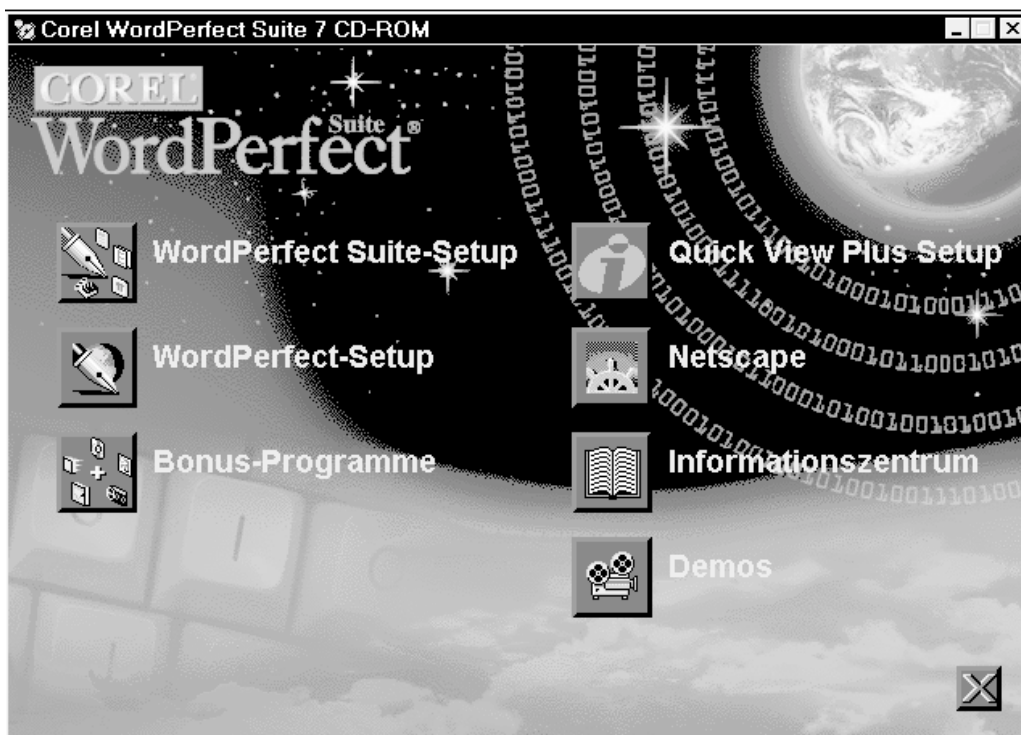 Corel WordPerfect Suite 7 CD-ROM
COREL
WordPerfect Suite®
WordPerfect Suite-Setup
WordPerfect-Setup
Bonus-Programme
Quick View Plus Setup
Netscape
Informationszentrum
Demos